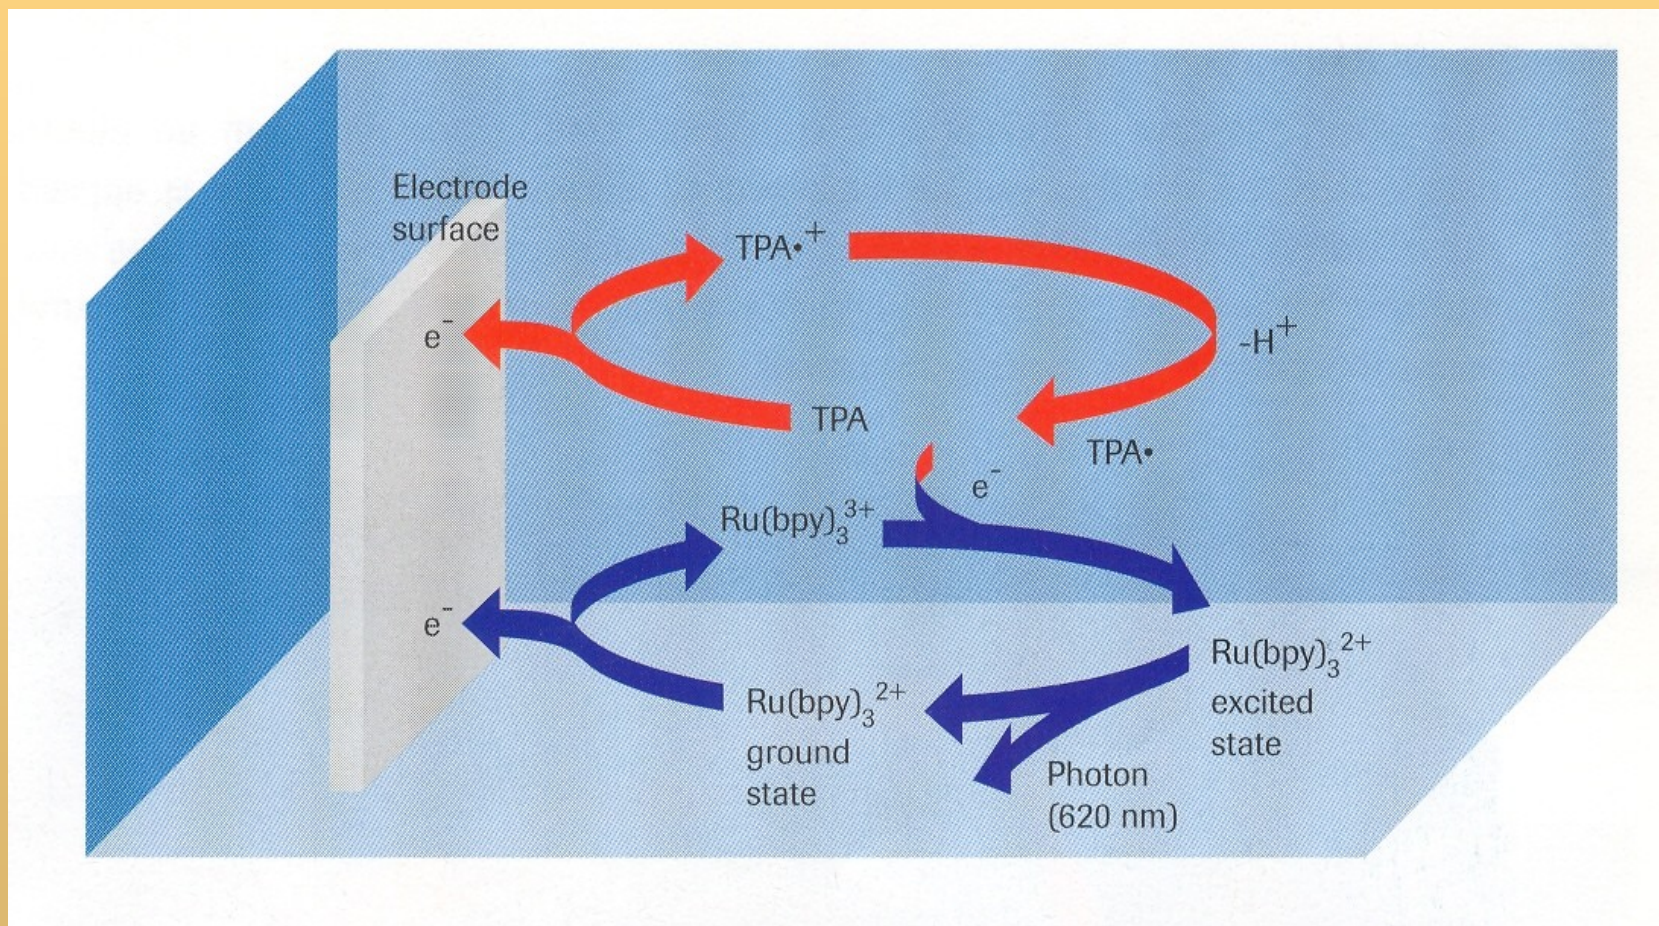 Electrode
surface
TPA•⁺
e⁻
-H⁺
TPA
TPA•
e⁻
Ru(bpy)₃³⁺
e⁻
Ru(bpy)₃²⁺
excited
state
Ru(bpy)₃²⁺
ground
state
Photon
(620 nm)